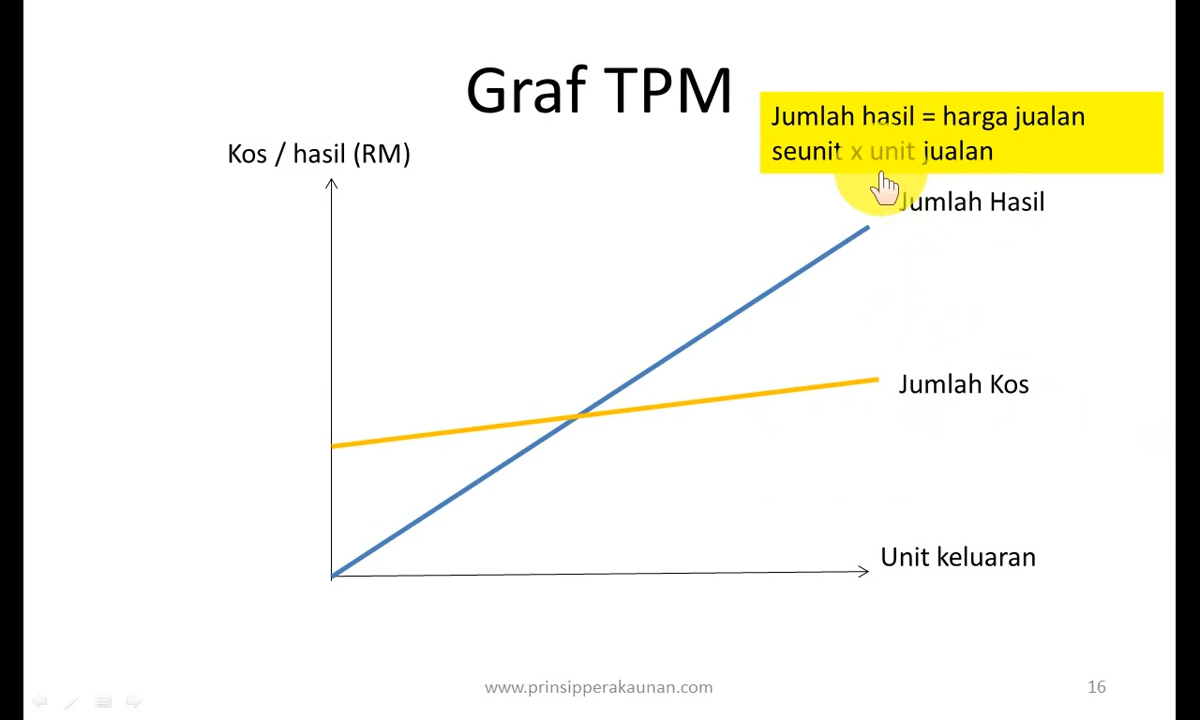 Graf TPM
Jumlah hasil = harga jualan
seunit x unit jualan
Kos / hasil (RM)
Jumlah Hasil
Jumlah Kos
Unit keluaran
www.prinsipperakaunan.com
16